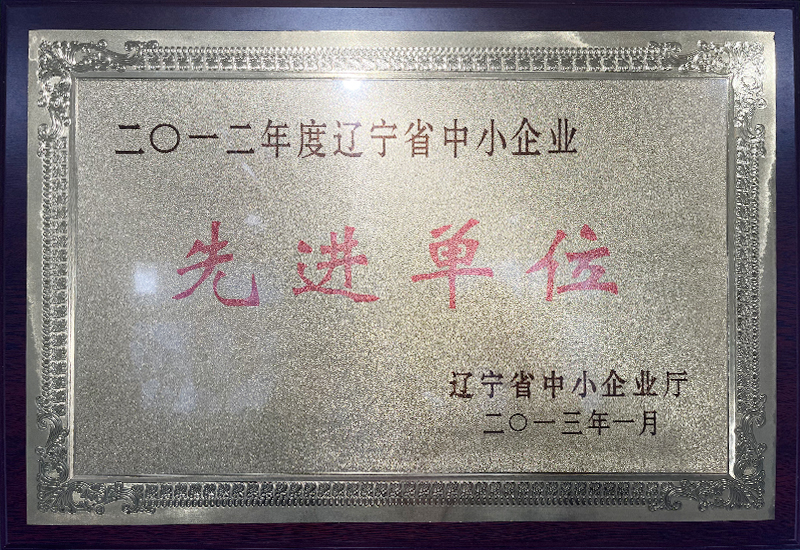 二〇一二年度辽宁省中小企业
先进单位
辽宁省中小企业厅
二〇一三年一月